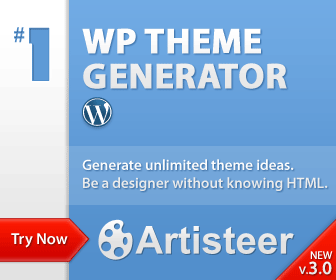 #1
WP THEME
GENERATOR
W
Generate unlimited theme ideas.
Be a designer without knowing HTML.
Try Now
Artisteer
NEW
v.3.0